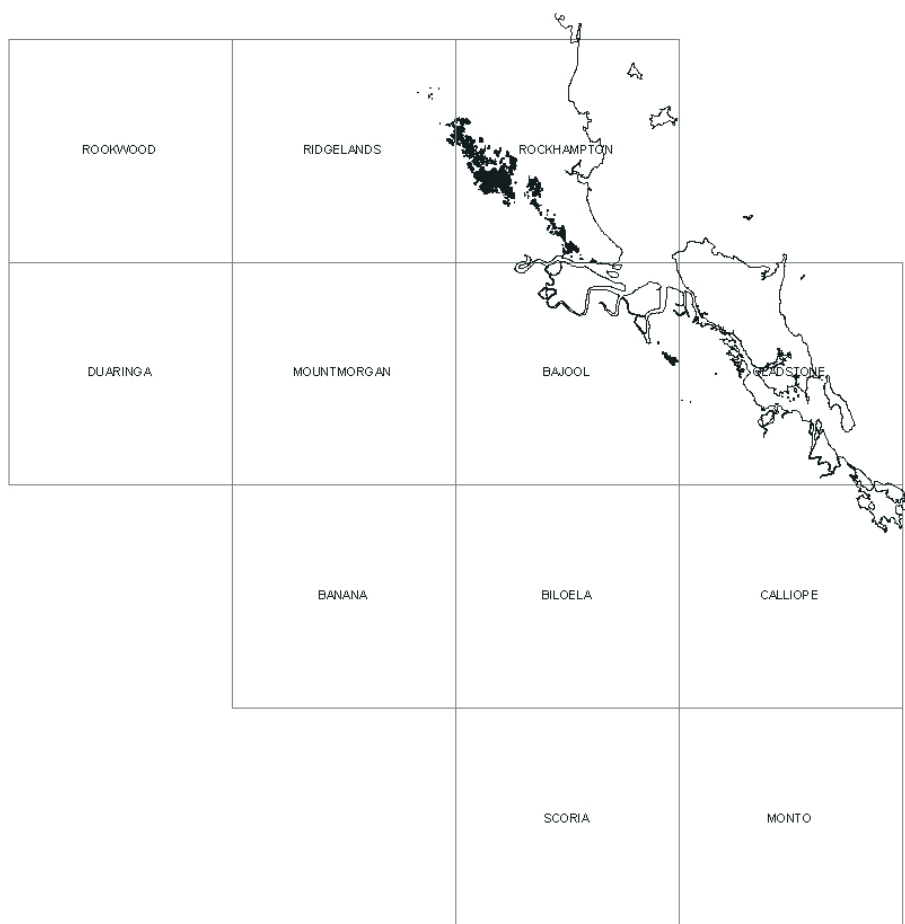 ROOKWOOD
RIDGELANDS
ROCKHAMPTON
DUARINGA
MOUNTMORGAN
BAJOOL
GLADSTONE
BANANA
BILOELA
CALLIOPE
SCORIA
MONTO